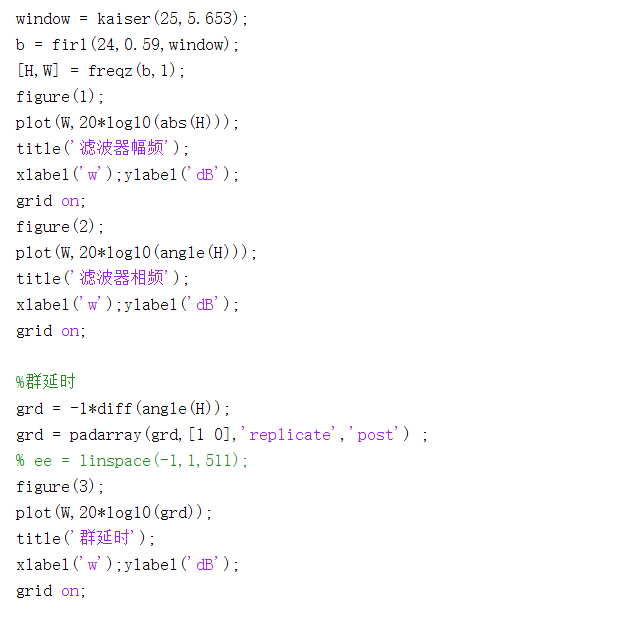 window = kaiser(25,5.653);
b = fir1(24,0.59,window);
[H,W] = freqz(b,1);
figure(1);
plot(W,20*log10(abs(H)));
title('滤波器幅频');
xlabel('w');ylabel('dB');
grid on;
figure(2);
plot(W,20*log10(angle(H)));
title('滤波器相频');
xlabel('w');ylabel('dB');
grid on;
%群延时
grd = -1*diff(angle(H));
grd = padarray(grd,[1 0],'replicate','post') ;
% ee = linspace(-1,1,511);
figure(3);
plot(W,20*log10(grd));
title('群延时');
xlabel('w');ylabel('dB');
grid on;